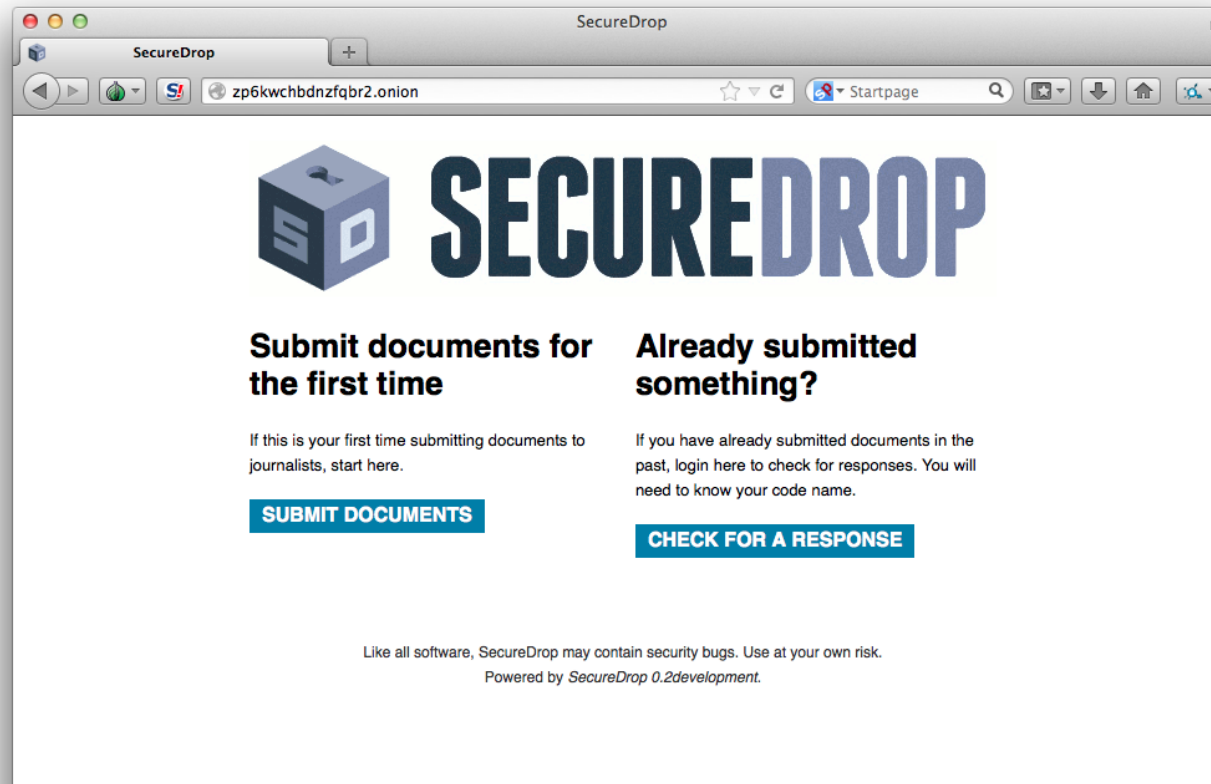 SecureDrop
SecureDrop
zp6kwchbdnzfqbr2.onion
Startpage
SD
SECUREDROP
Submit documents for
the first time
If this is your first time submitting documents to
journalists, start here.
SUBMIT DOCUMENTS
Already submitted
something?
If you have already submitted documents in the
past, login here to check for responses. You will
need to know your code name.
CHECK FOR A RESPONSE
Like all software, SecureDrop may contain security bugs. Use at your own risk.
Powered by SecureDrop 0.2development.